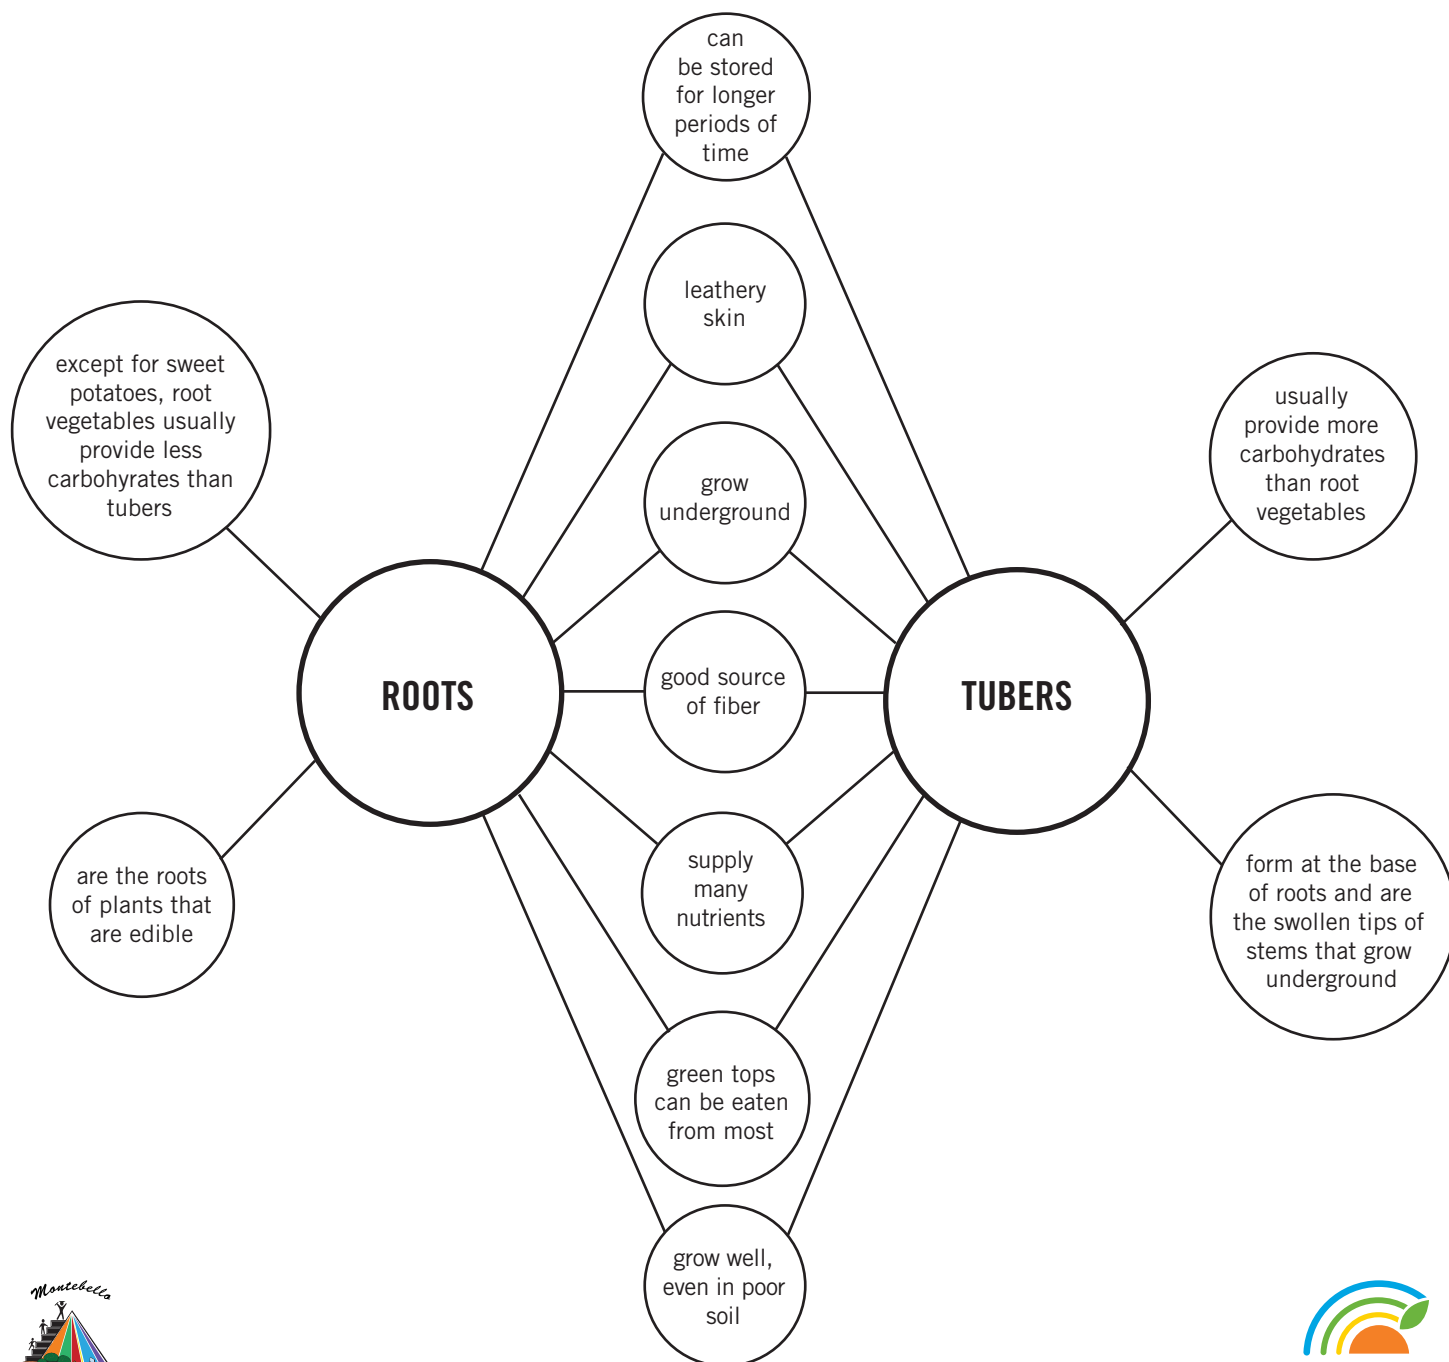 can
be stored
for longer
periods of
time
leathery
skin
except for sweet
potatoes, root
vegetables usually
provide less
carbohyrates than
tubers
usually
provide more
carbohydrates
than root
vegetables
grow
underground
ROOTS
good source
of fiber
TUBERS
are the roots
of plants that
are edible
supply
many
nutrients
form at the base
of roots and are
the swollen tips of
stems that grow
underground
green tops
can be eaten
from most
grow well,
even in poor
soil
Montebello